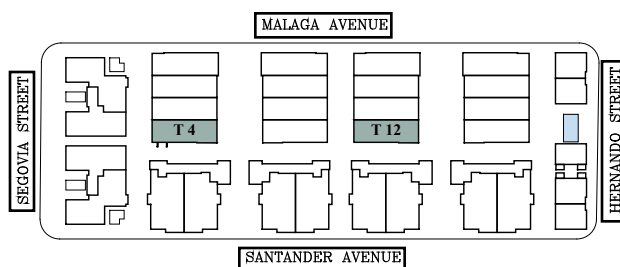 MALAGA AVENUE
SEGOVIA STREET
HERNANDO STREET
T 4
T 12
SANTANDER AVENUE